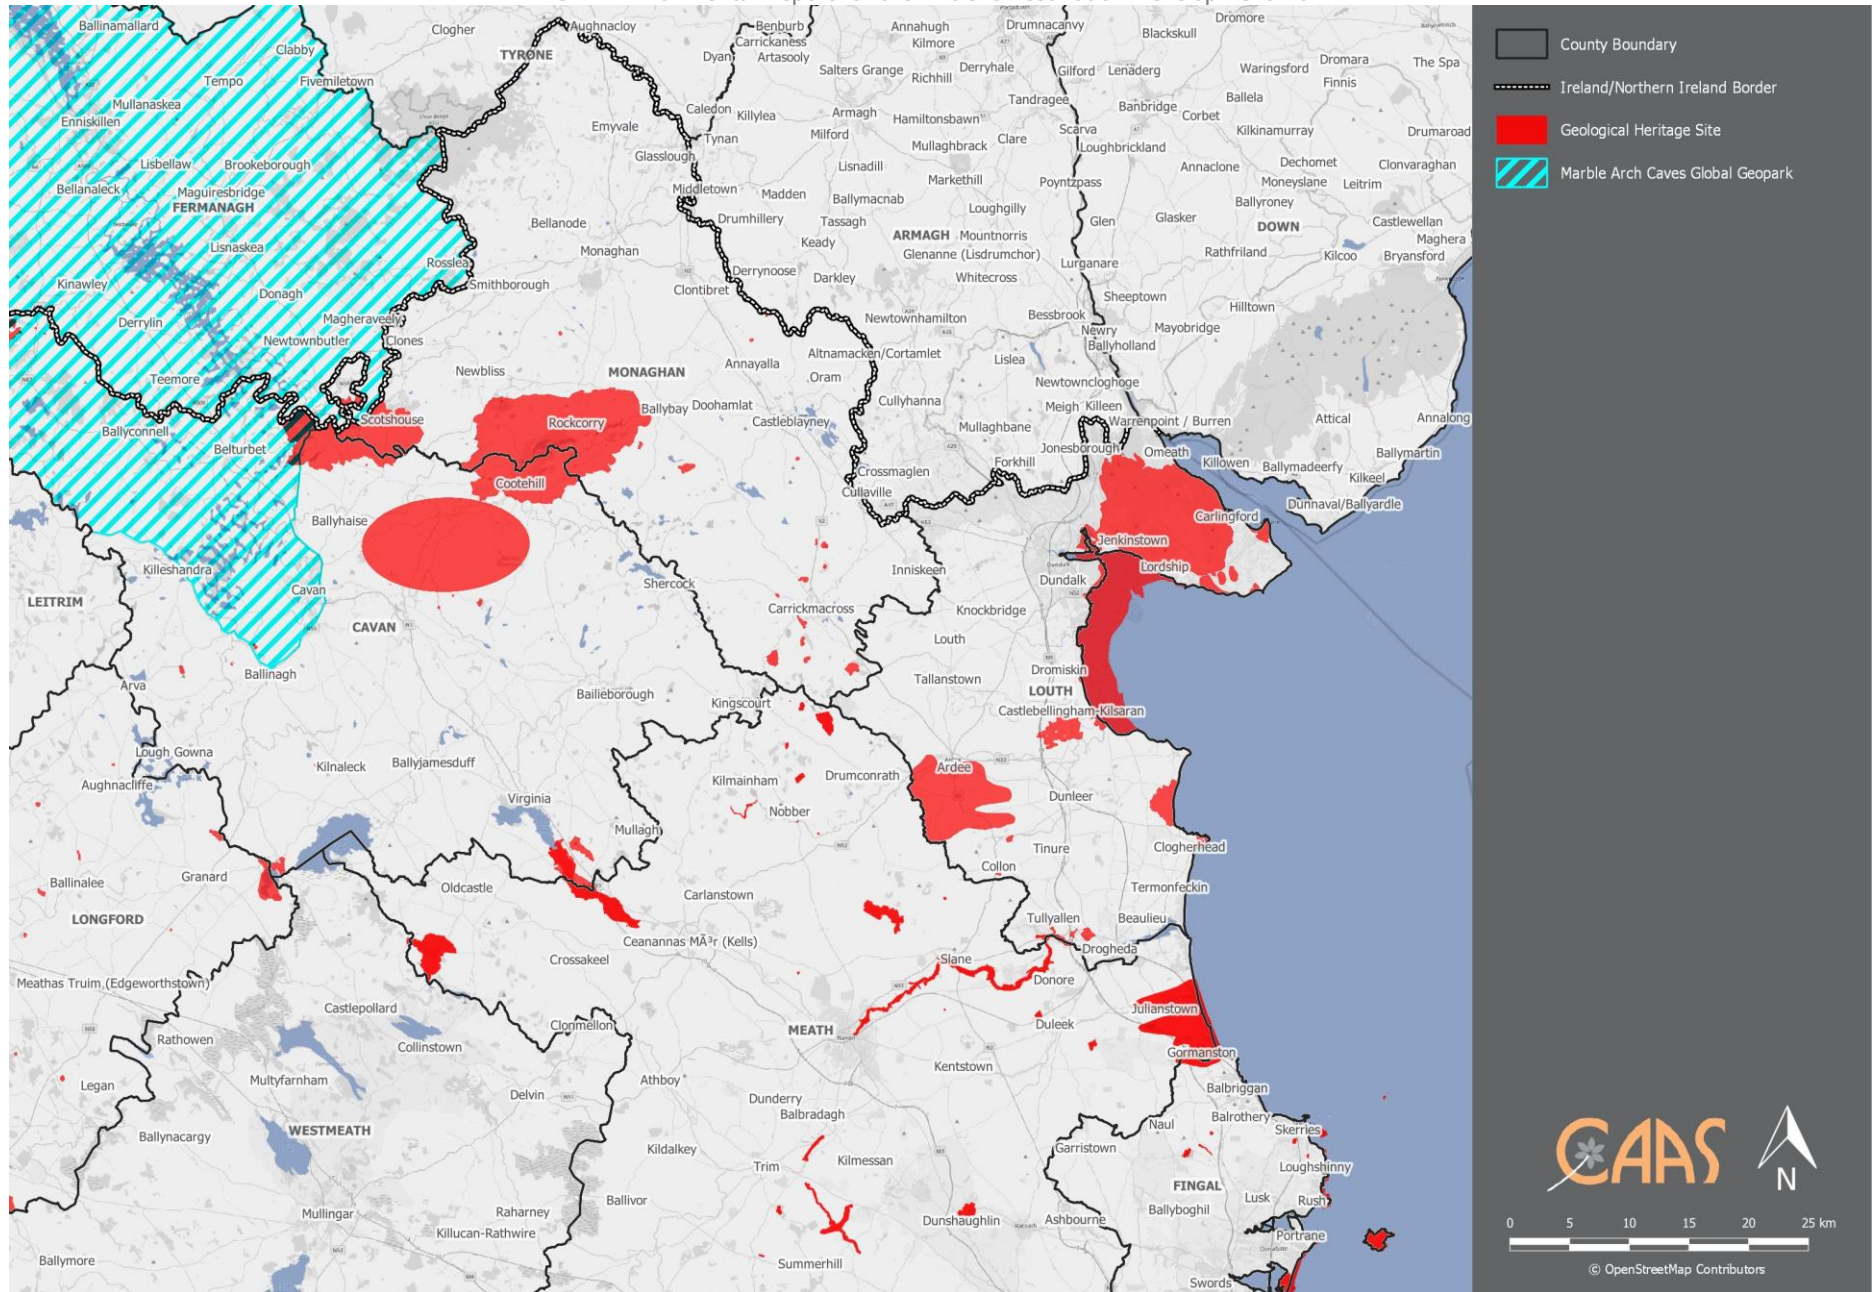 County Boundary
Ireland/Northern Ireland Border
Geological Heritage Site
Marble Arch Caves Global Geopark
Ballinamallard
Clogher
Aughnacloy
Benburb
Annahugh
Drumnacanvy
Dromore
Carrickaness
Kilmore
Blackskull
Clabby
TYRONE
Dyan
Artasooly
Salters Grange
Richhill
Derryhale
Gilford
Lenaderg
Waringsford
Dromara
The Spa
Tempo
Fivemiletown
Finnis
Mullanaskea
Caledon
Killylea
Armagh
Hamiltonsbawn
Tandragee
Banbridge
Corbet
Ballela
Enniskillen
Emyvale
Tynan
Milford
Clare
Scarva
Kilkinamurray
Drumaroad
Mullaghbrack
Loughbrickland
Lisbellaw
Brookeborough
Glasslough
Lisnadill
Annaclone
Dechomet
Clonvaraghan
Bellanaleck
Maguiresbridge
Middletown
Madden
Markethill
Poyntzpass
Moneyslane
Leitrim
FERMANAGH
Ballymacnab
Ballyroney
Bellanode
Drumhillery
Tassagh
Loughgilly
Glen
Glasker
DOWN
Castlewellan
Lisnaskea
Monaghan
Keady
ARMAGH
Mountnorris
Rathfriland
Kilcoo
Maghera
Bryansford
Rosslea
Derrynoose
Darkley
Glenanne (Lisdrumchor)
Lurganare
Kinawley
Smithborough
Clontibret
Whitecross
Donagh
Sheeptown
Hilltown
Derrylin
Magheraveely
Newtownhamilton
Bessbrook
Newry
Mayobridge
Newtownbutler
Clones
Altnamacken/Cortamlet
Lislea
Ballyholland
Annayalla
Teemore
Newbliss
MONAGHAN
Oram
Newtowncloghoge
Cullyhanna
Meigh
Killeen
Scotshouse
Rockcorry
Ballybay
Doohamlat
Castleblayney
Mullaghbane
Warrenpoint / Burren
Attical
Annalong
Ballyconnell
Belturbet
Jonesborough
Omeath
Ballymartin
Cootehill
Crossmaglen
Forkhill
Killowen
Ballymadeerfy
Kilkeel
Cullaville
Dunnaval/Ballyardle
Ballyhaise
Carlingford
Jenkinstown
Killeshandra
Inniskeen
Lordship
Shercock
Dundalk
Cavan
LEITRIM
Carrickmacross
Knockbridge
CAVAN
Louth
Ballinagh
Dromiskin
Arva
Bailieborough
Tallanstown
LOUTH
Kingscourt
Castlebellingham-Kilsaran
Lough Gowna
Kilnaleck
Ballyjamesduff
Ardee
Aughnacliffe
Kilmainham
Drumconrath
Virginia
Nobber
Dunleer
Mullagh
Tinure
Clogherhead
Ballinalee
Granard
Oldcastle
Collon
Carlanstown
Termonfeckin
LONGFORD
Tullyallen
Beaulieu
Ceanannas MÃ³r (Kells)
Drogheda
Crossakeel
Slane
Meathas Truim (Edgeworthstown)
Donore
Castlepollard
Julianstown
Clonmellon
MEATH
Duleek
Rathowen
Collinstown
Gormanston
Kentstown
Legan
Multyfarnham
Athboy
Delvin
Dunderry
Balbriggan
Balbradagh
Balrothery
Ballynacargy
WESTMEATH
Naul
Skerries
Kildalkey
Garristown
Trim
Kilmessan
Loughshinny
FINGAL
Ballivor
Lusk
Rush
Mullingar
Raharney
Dunshaughlin
Ashbourne
Ballyboghil
Killucan-Rathwire
Portrane
Ballymore
Summerhill
Swords
CAAS
N
0 5 10 15 20 25 km
© OpenStreetMap Contributors